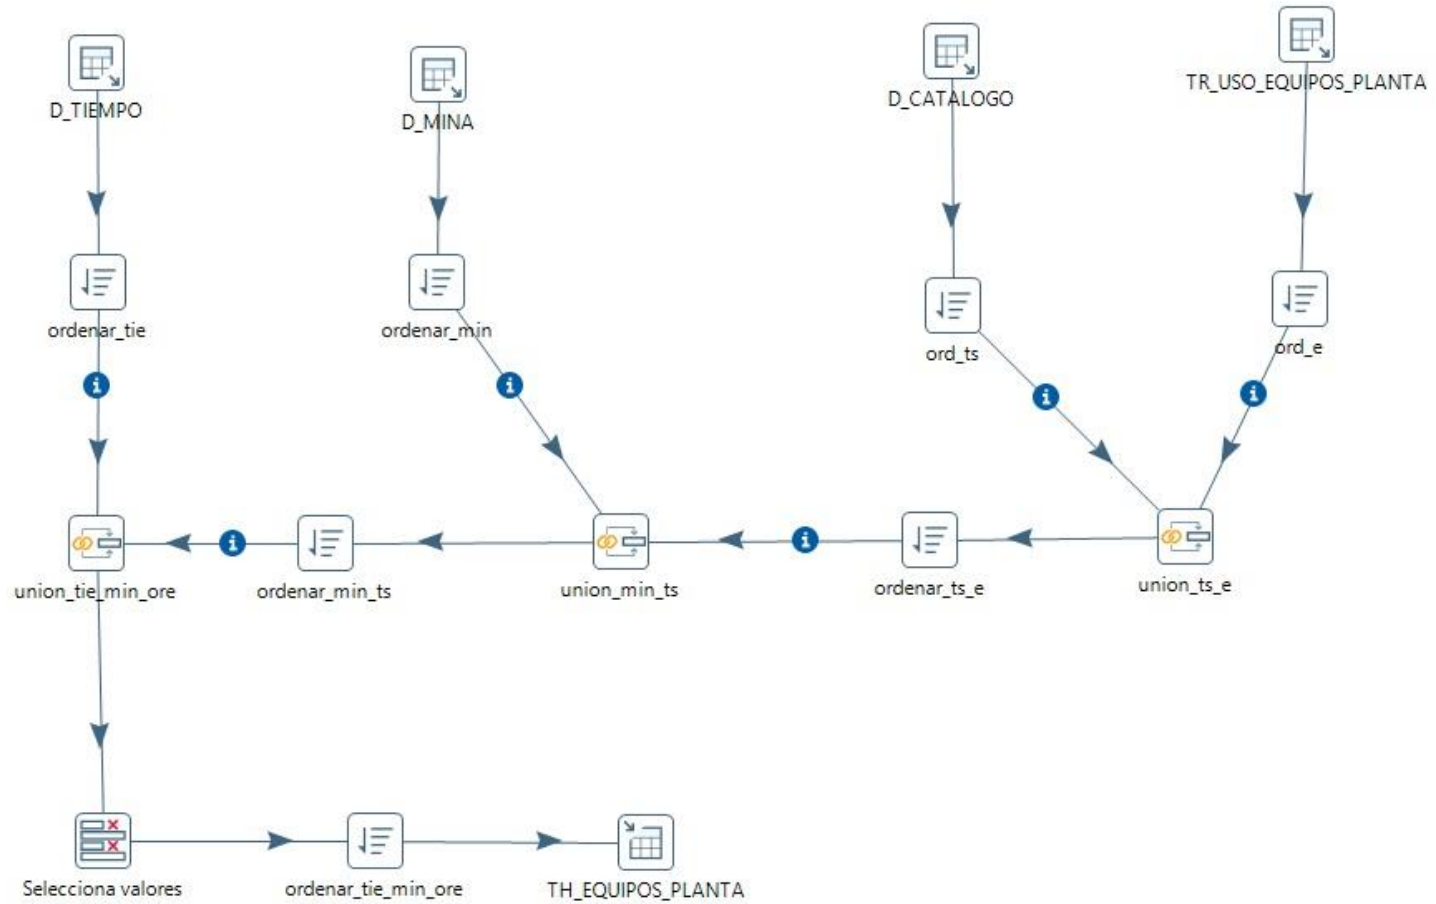 D_TIEMPO
D_MINA
D_CATALOGO
TR_USO_EQUIPOS_PLANTA
ordenar_tie
ordenar_min
ord_ts
ord_e
union_tie_min_ore
ordenar_min_ts
union_min_ts
ordenar_ts_e
union_ts_e
Selecciona valores
ordenar_tie_min_ore
TH_EQUIPOS_PLANTA